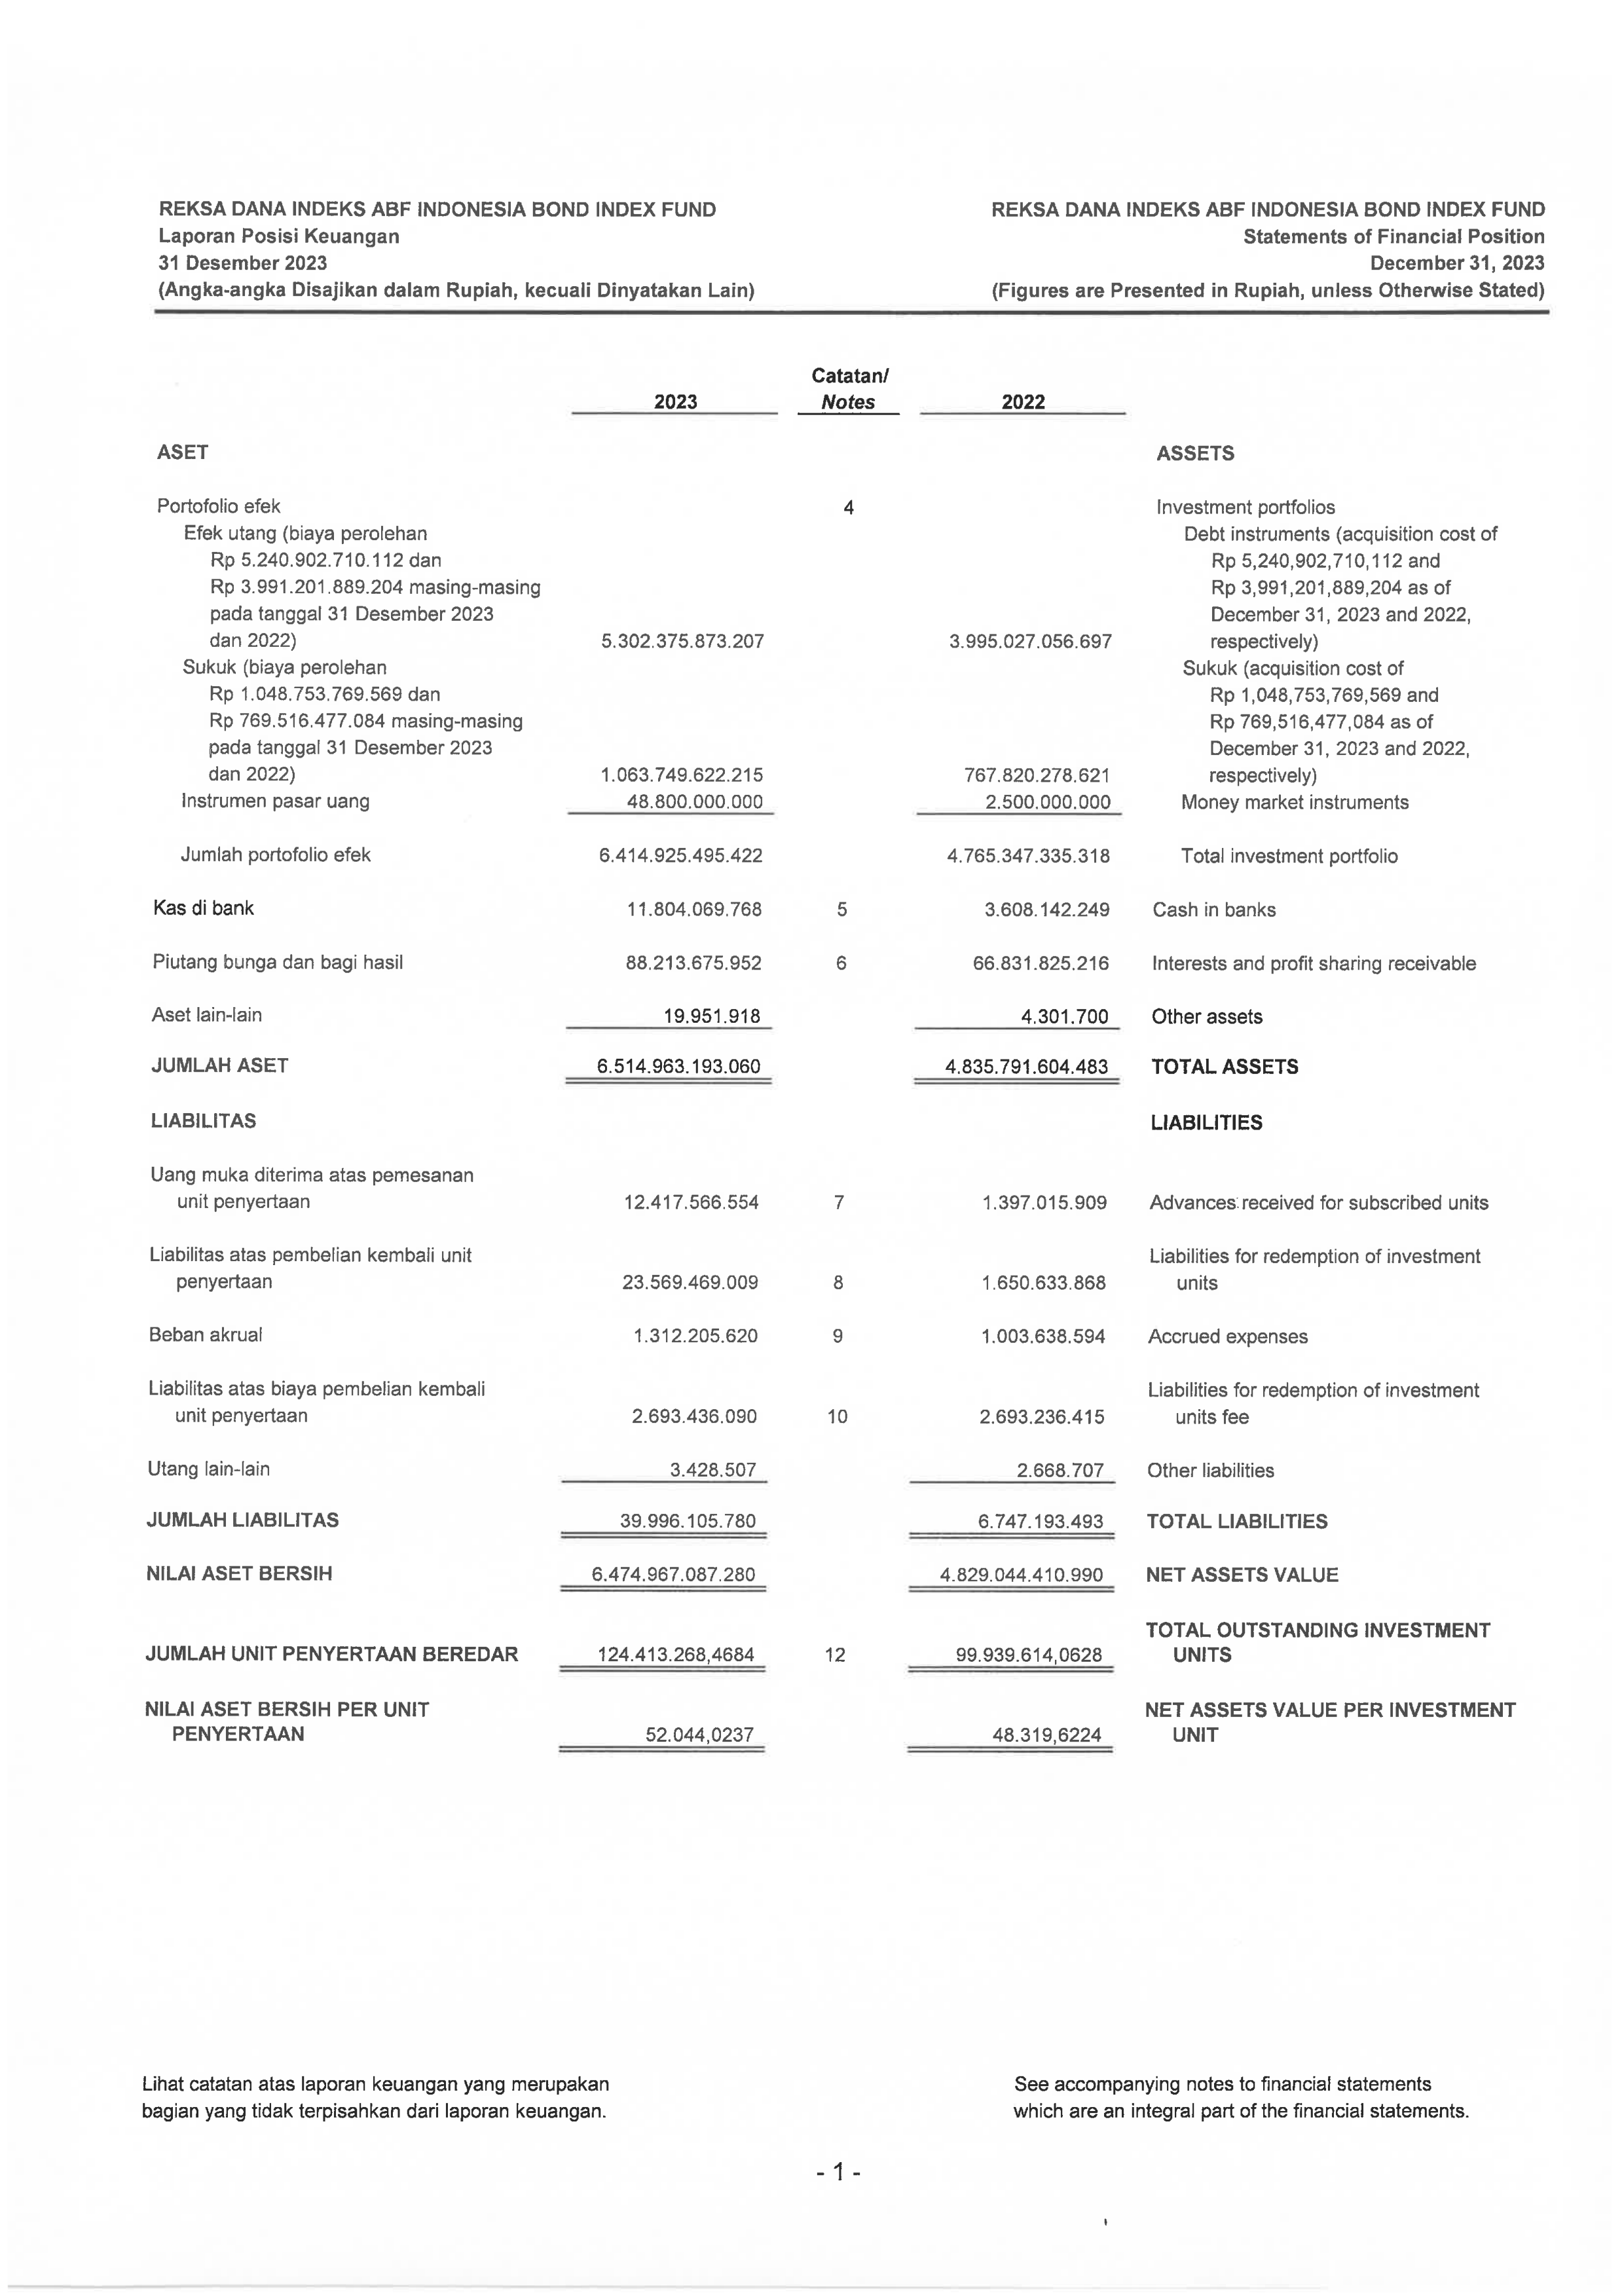 REKSA DANA INDEKS ABF INDONESIA BOND INDEX FUND
Laporan Posisi Keuangan
31 Desember 2023
(Angka-angka Disajikan dalam Rupiah, kecuali Dinyatakan Lain)
REKSA DANA INDEKS ABF INDONESIA BOND INDEX FUND
Statements of Financial Position
December 31, 2023
(Figures are Presented in Rupiah, unless Otherwise Stated)
Catatan/
2023 Notes 2022
ASET ASSETS
Portofolio efek 4 Investment portfolios
Efek utang (biaya perolehan Debt instruments (acquisition cost of
Rp 5.240.902.710.112 dan Rp 5,240,902,710,112 and
Rp 3.991.201.889.204 masing-masing Rp 3,991,201,889,204 as of
pada tanggal 31 Desember 2023 December 31, 2023 and 2022,
dan 2022) 5.302.375.873.207 3.995.027.056.697 respectively)
Sukuk (biaya perolehan Sukuk (acquisition cost of
Rp 1.048.753.769.569 dan Rp 1,048,753,769,569 and
Rp 769.516.477.084 masing-masing Rp 769,516,477,084 as of
pada tanggal 31 Desember 2023 December 31, 2023 and 2022,
dan 2022) 1.063.749.622.215 767.820.278.621 respectively)
Instrumen pasar uang 48.800.000.000 2.500.000.000 Money market instruments
Jumlah portofolio efek 6.414.925.495.422 4.765.347.335.318 Total investment portfolio
Kas di bank 11.804.069.768 5 3.608.142.249 Cash in banks
Piutang bunga dan bagi hasil 88.213.675.952 6 66.831.825.216 Interests and profit sharing receivable
Aset lain-lain 19.951.918 4.301.700 Other assets
JUMLAH ASET 6.514.963.193.060 4.835.791.604.483 TOTAL ASSETS
LIABILITAS LIABILITIES
Uang muka diterima atas pemesanan
unit penyertaan 12.417.566.554 7 1.397.015.909 Advances received for subscribed units
Liabilitas atas pembelian kembali unit Liabilities for redemption of investment
penyertaan 23.569.469.009 8 1.650.633.868 units
Beban akrual 1.312.205.620 9 1.003.638.594 Accrued expenses
Liabilitas atas biaya pembelian kembali Liabilities for redemption of investment
unit penyertaan 2.693.436.090 10 2.693.236.415 units fee
Utang lain-lain 3.428.507 2.668.707 Other liabilities
JUMLAH LIABILITAS 39.996.105.780 6.747.193.493 TOTAL LIABILITIES
NILAI ASET BERSIH 6.474.967.087.280 4.829.044.410.990 NET ASSETS VALUE
TOTAL OUTSTANDING INVESTMENT
JUMLAH UNIT PENYERTAAN BEREDAR 124.413.268,4684 12 99.939.614,0628 UNITS
NILAI ASET BERSIH PER UNIT NET ASSETS VALUE PER INVESTMENT
PENYERTAAN 52.044,0237 48.319,6224 UNIT
Lihat catatan atas laporan keuangan yang merupakan
bagian yang tidak terpisahkan dari laporan keuangan.
See accompanying notes to financial statements
which are an integral part of the financial statements.
- 1 -